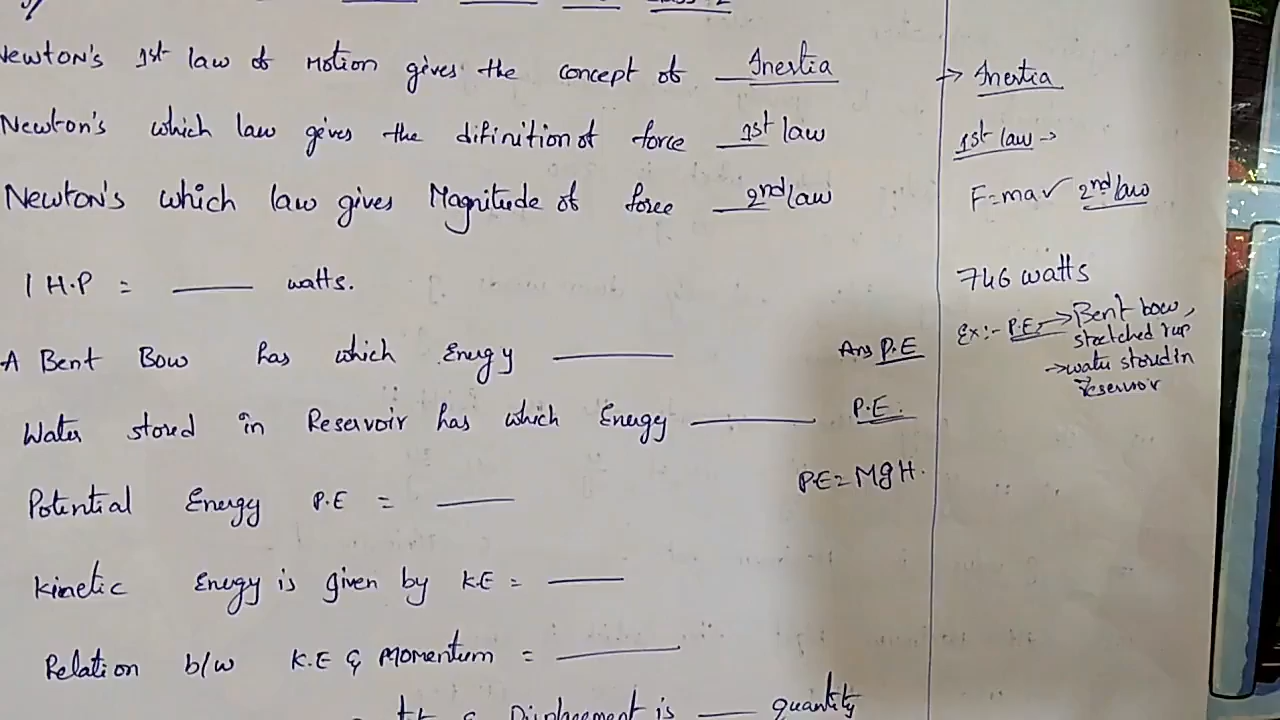 Newton's 1st law of Motion gives the concept of Inertia → Inertia
Newton's which law gives the difinition of force 1st law 1st law →
Newton's which law gives Magnitude of force 2nd law F=ma✓ 2nd law
1 H.P = ____ watts. 746 watts
A Bent Bow has which Energy ____ Ans P.E Ex:- P.E → Bent bow,
stretched
→ water stored in
reservoir
Water stored in Reservoir has which Energy ____ P.E.
Potential Energy P.E = ____ PE=MgH.
Kinetic Energy is given by K.E = ____
Relation b/w K.E & Momentum = ____
Displacement is ____ quantity